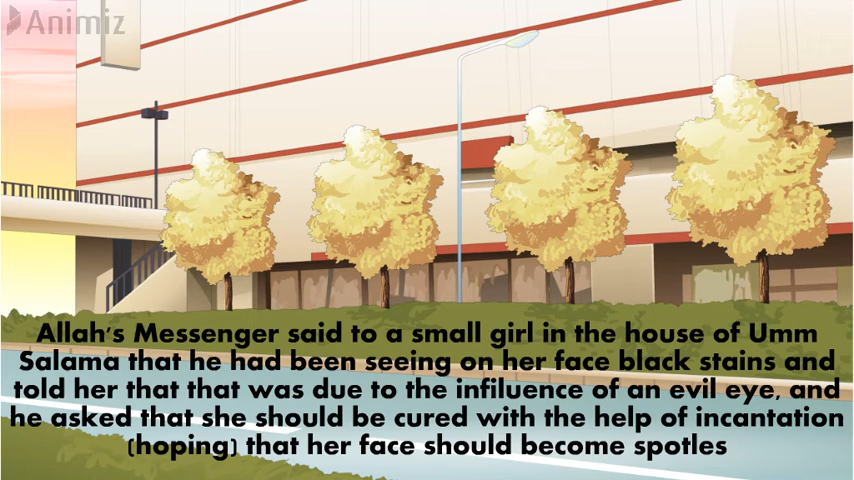 Animiz
Allah's Messenger said to a small girl in the house of Umm
Salama that he had been seeing on her face black stains and
told her that that was due to the infiluence of an evil eye, and
he asked that she should be cured with the help of incantation
(hoping) that her face should become spotles